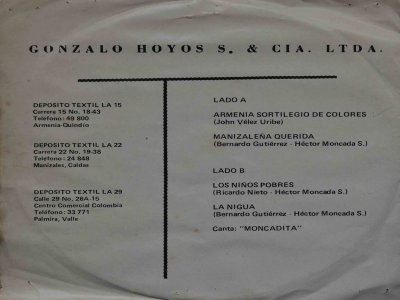 GONZALO HOYOS S. & CIA. LTDA.
DEPOSITO TEXTIL LA 15
Carrera 15 No. 18-43
Teléfono: 49 800
Armenia-Quindío
DEPOSITO TEXTIL LA 22
Carrera 22 No. 19-38
Teléfono: 24 848
Manizales, Caldas
DEPOSITO TEXTIL LA 29
Calle 29 No. 26A-15
Centro Comercial Colombia
Teléfono: 33 771
Palmira, Valle
LADO A
ARMENIA SORTILEGIO DE COLORES
(John Vélez Uribe)
MANIZALEÑA QUERIDA
(Bernardo Gutiérrez - Héctor Moncada S.)
LADO B
LOS NIÑOS POBRES
(Ricardo Nieto - Héctor Moncada S.)
LA NIGUA
(Bernardo Gutiérrez - Héctor Moncada S.)
Canta: "MONCADITA"